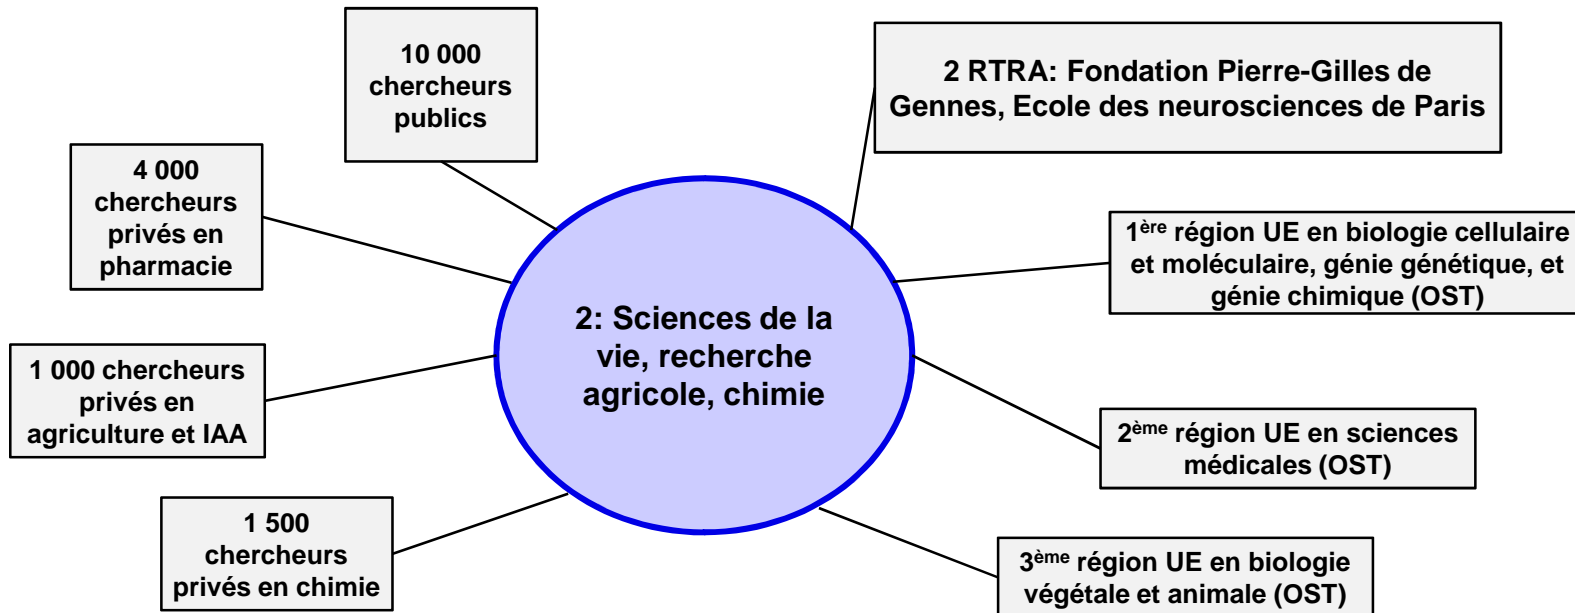 10 000
chercheurs
publics
2 RTRA: Fondation Pierre-Gilles de
Gennes, Ecole des neurosciences de Paris
4 000
chercheurs
privés en
pharmacie
1ère région UE en biologie cellulaire
et moléculaire, génie génétique, et
génie chimique (OST)
2: Sciences de la
vie, recherche
agricole, chimie
1 000 chercheurs
privés en
agriculture et IAA
2ème région UE en sciences
médicales (OST)
1 500
chercheurs
privés en chimie
3ème région UE en biologie
végétale et animale (OST)